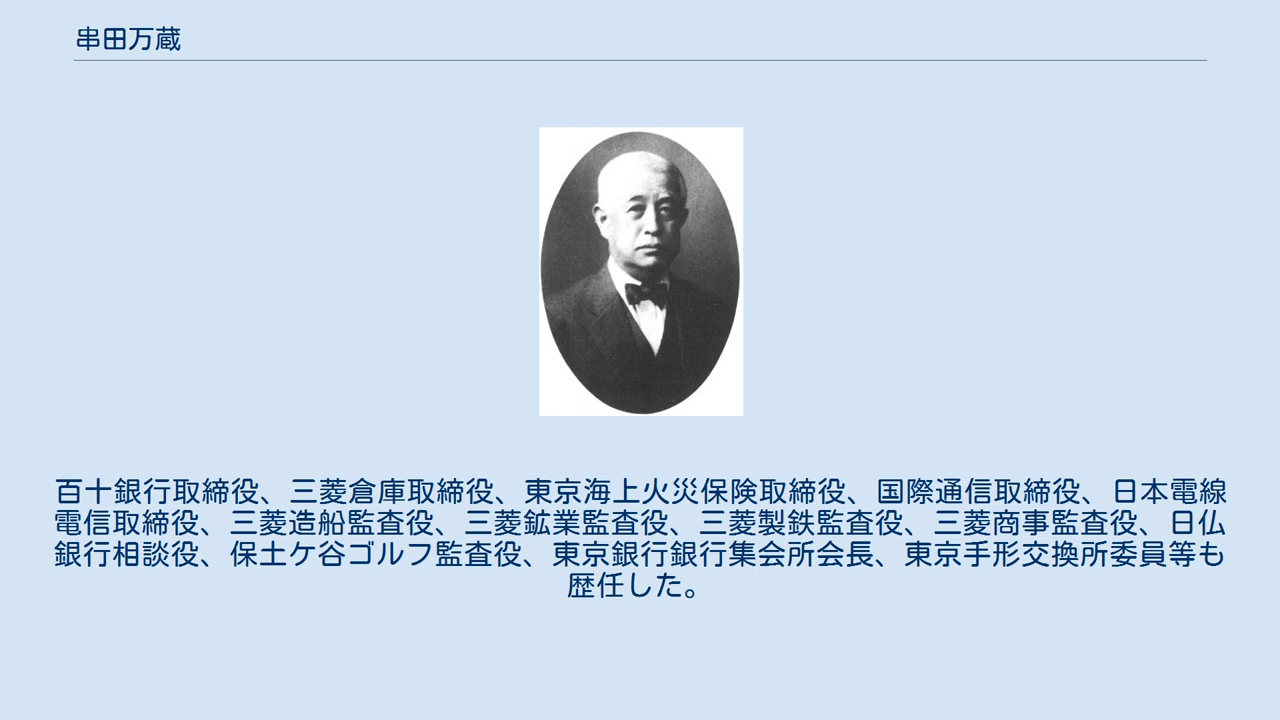 串田万蔵
百十銀行取締役、三菱倉庫取締役、東京海上火災保険取締役、国際通信取締役、日本電線
電信取締役、三菱造船監査役、三菱鉱業監査役、三菱製鉄監査役、三菱商事監査役、日仏
銀行相談役、保土ケ谷ゴルフ監査役、東京銀行銀行集会所会長、東京手形交換所委員等も
歴任した。